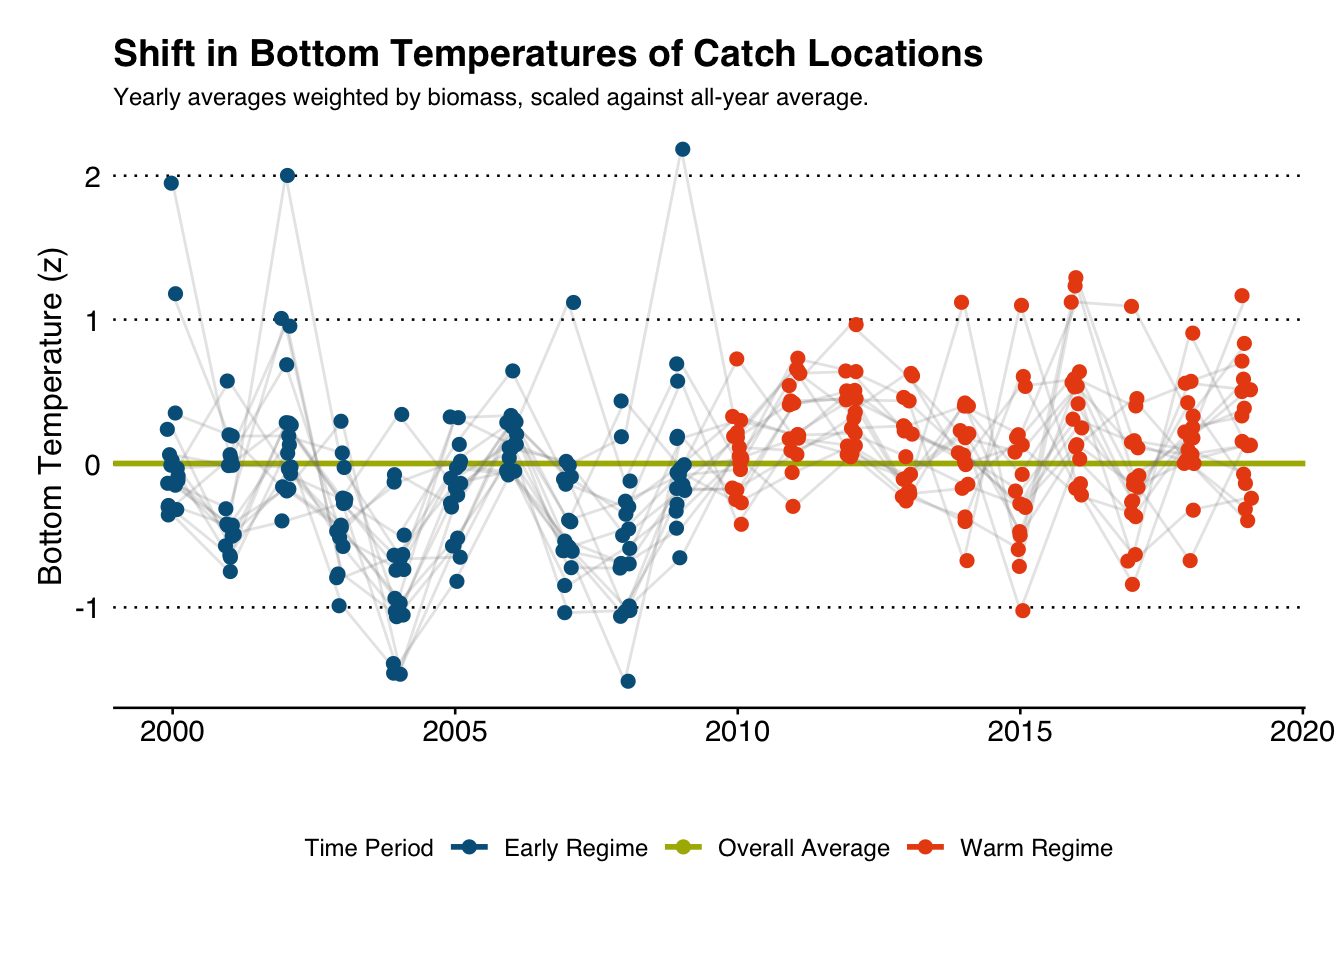 Shift in Bottom Temperatures of Catch Locations
Yearly averages weighted by biomass, scaled against all-year average.
Bottom Temperature (z)
2
1
0
-1
2000 2005 2010 2015 2020
Time Period Early Regime Overall Average Warm Regime